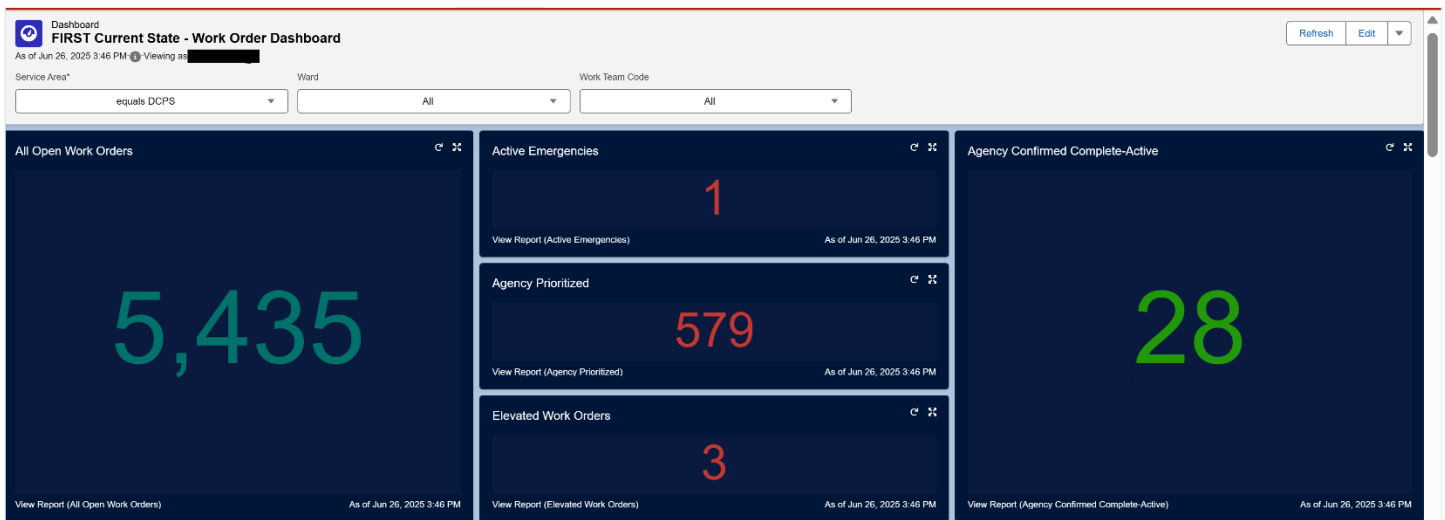 Dashboard
FIRST Current State - Work Order Dashboard
As of Jun 26, 2025 3:46 PM·Viewing as
Refresh
Edit
Service Area*
Ward
Work Team Code
equals DCPS
All
All
All Open Work Orders
5,435
View Report (All Open Work Orders)
As of Jun 26, 2025 3:46 PM
Active Emergencies
1
View Report (Active Emergencies)
As of Jun 26, 2025 3:46 PM
Agency Prioritized
579
View Report (Agency Prioritized)
As of Jun 26, 2025 3:46 PM
Elevated Work Orders
3
View Report (Elevated Work Orders)
As of Jun 26, 2025 3:46 PM
Agency Confirmed Complete-Active
28
View Report (Agency Confirmed Complete-Active)
As of Jun 26, 2025 3:46 PM